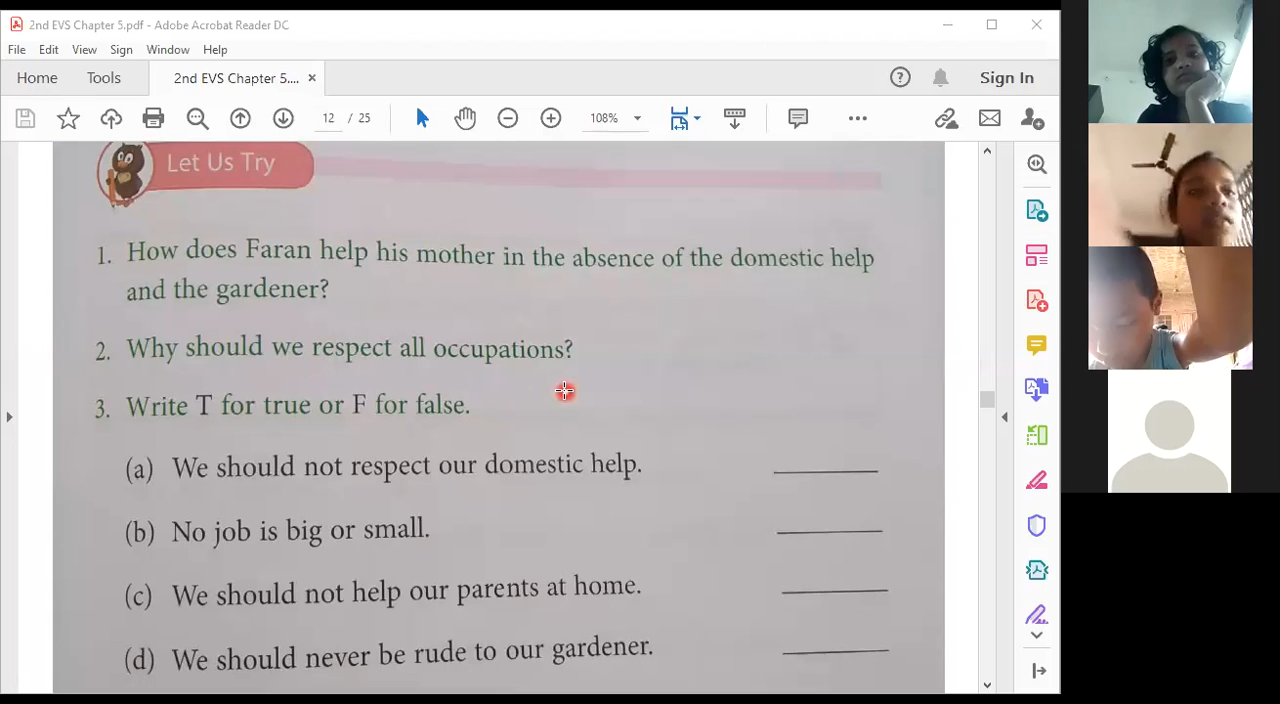 2nd EVS Chapter 5.pdf - Adobe Acrobat Reader DC
File Edit View Sign Window Help
Home Tools 2nd EVS Chapter 5.... × Sign In
12 / 25 108%
Let Us Try
1. How does Faran help his mother in the absence of the domestic help
and the gardener?
2. Why should we respect all occupations?
3. Write T for true or F for false.
(a) We should not respect our domestic help.
(b) No job is big or small.
(c) We should not help our parents at home.
(d) We should never be rude to our gardener.